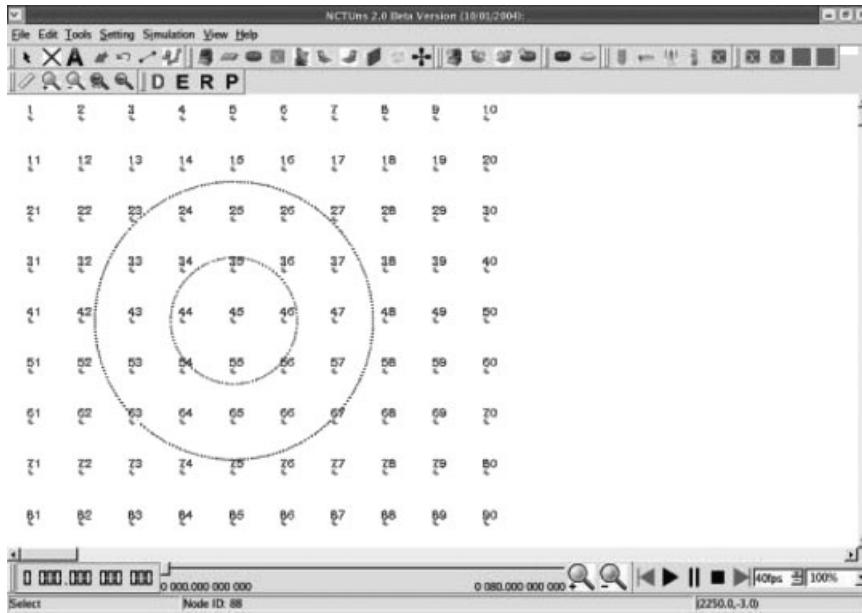 NCTUns 2.0 Beta Version (10/01/2004):
File Edit Tools Setting Simulation View Help
A
D E R P
1 2 3 4 5 6 7 8 9 10
11 12 13 14 15 16 17 18 19 20
21 22 23 24 25 26 27 28 29 30
31 32 33 34 35 36 37 38 39 40
41 42 43 44 45 46 47 48 49 50
51 52 53 54 55 56 57 58 59 60
61 62 63 64 65 66 67 68 69 70
71 72 73 74 75 76 77 78 79 80
81 82 83 84 85 86 87 88 89 90
0 000.000 000 000
0 000.000 000 000
0 080.000 000 000
40fps
100%
Select
Node ID: 88
(2250.0,-3.0)